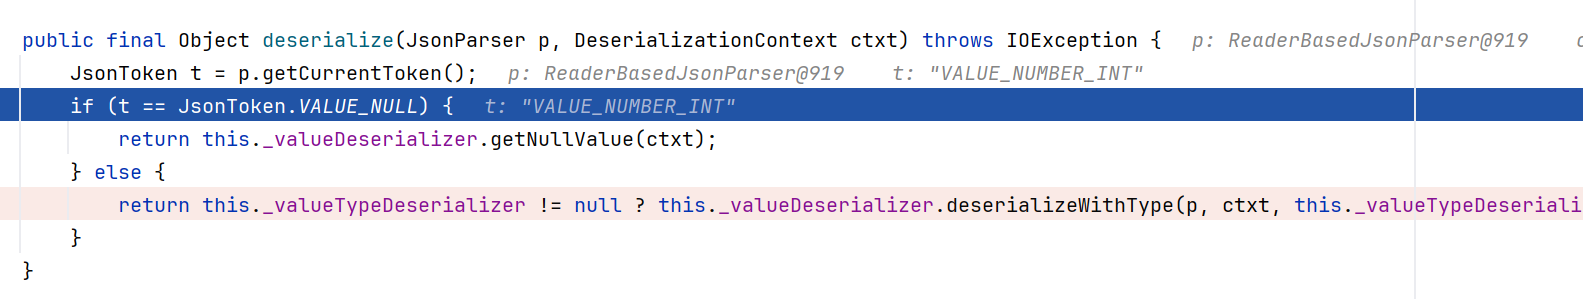 public final Object deserialize(JsonParser p, DeserializationContext ctxt) throws IOException {   p: ReaderBasedJsonParser@919
    JsonToken t = p.getCurrentToken();   p: ReaderBasedJsonParser@919    t: "VALUE_NUMBER_INT"
    if (t == JsonToken.VALUE_NULL) {   t: "VALUE_NUMBER_INT"
        return this._valueDeserializer.getNullValue(ctxt);
    } else {
        return this._valueTypeDeserializer != null ? this._valueDeserializer.deserializeWithType(p, ctxt, this._valueTypeDeseriali
    }
}